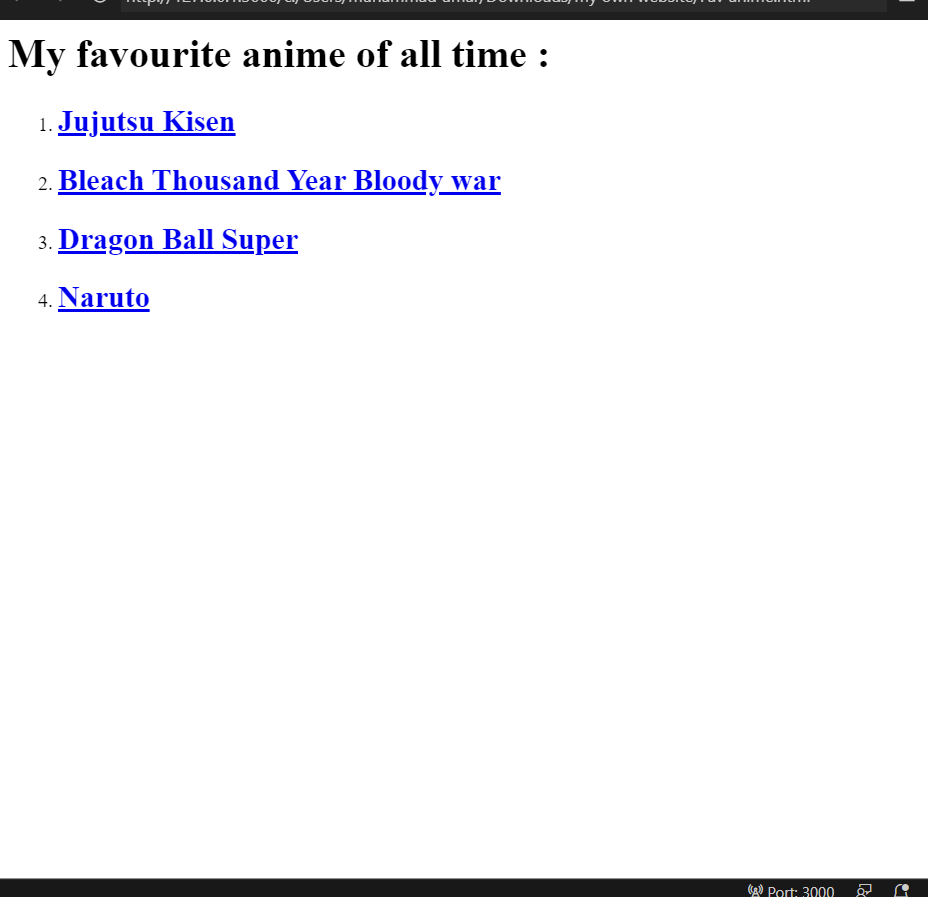 My favourite anime of all time :
1. Jujutsu Kisen
2. Bleach Thousand Year Bloody war
3. Dragon Ball Super
4. Naruto
Port: 3000